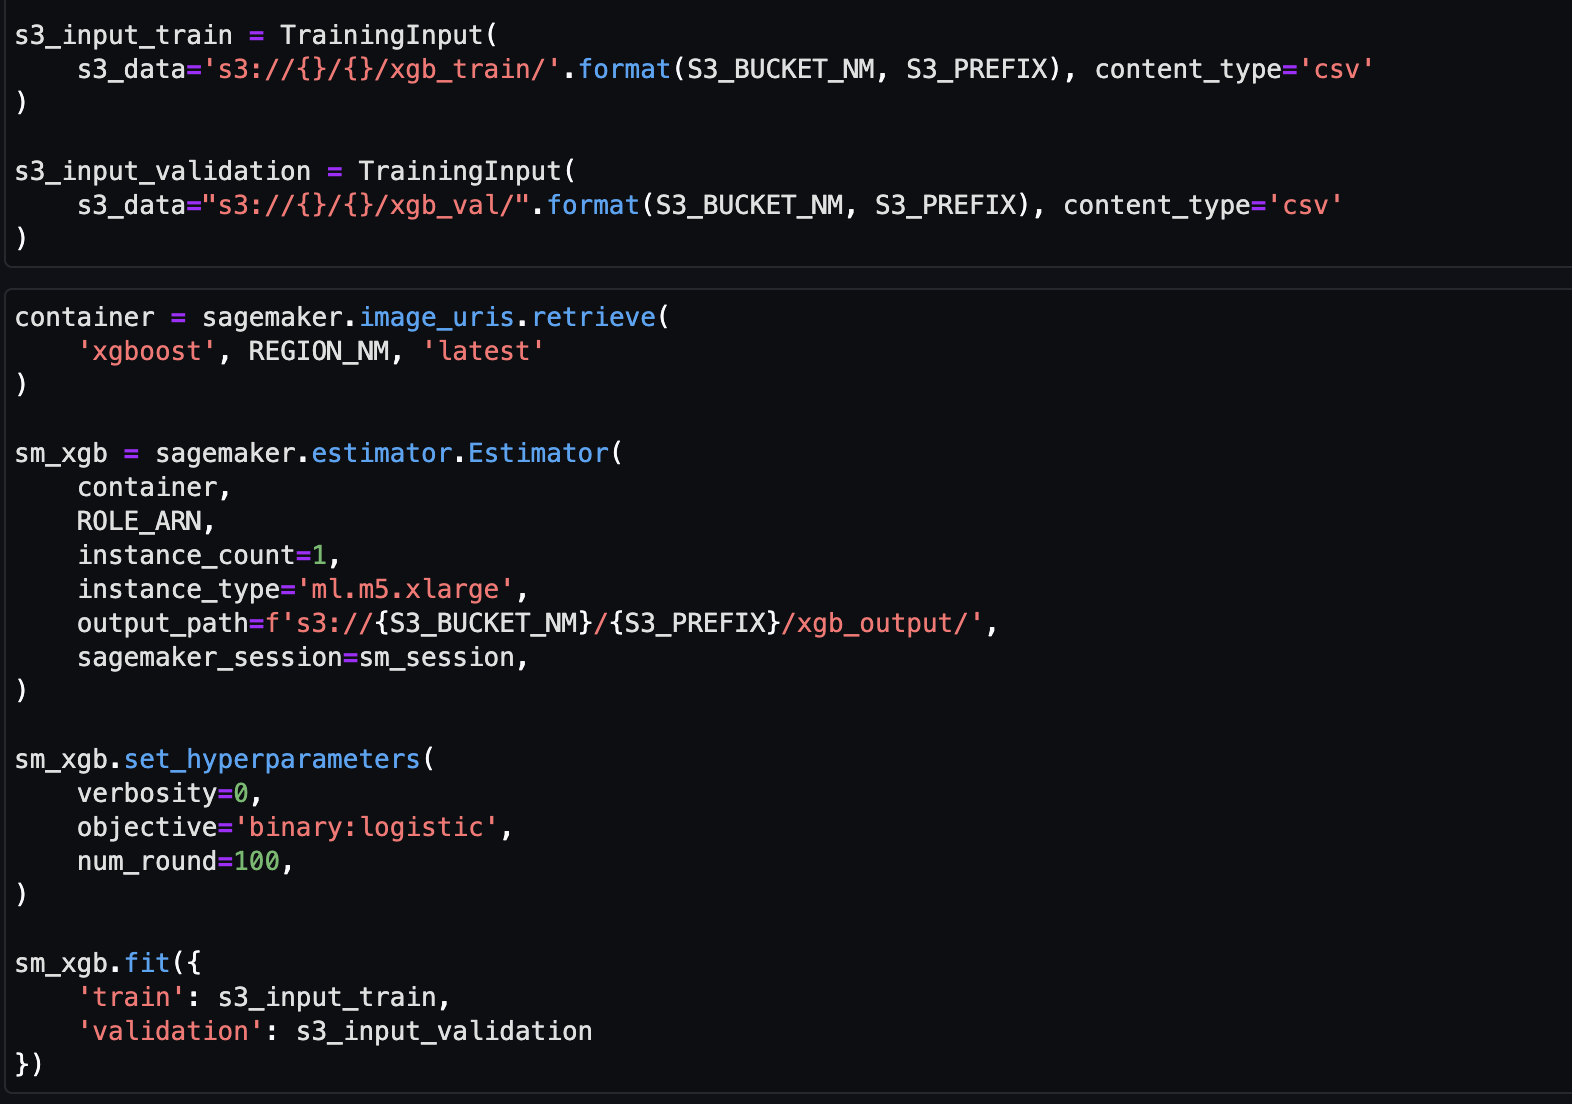 s3_input_train = TrainingInput(
    s3_data='s3://{}/{}/xgb_train/'.format(S3_BUCKET_NM, S3_PREFIX), content_type='csv'
)
s3_input_validation = TrainingInput(
    s3_data="s3://{}/{}/xgb_val/".format(S3_BUCKET_NM, S3_PREFIX), content_type='csv'
)
container = sagemaker.image_uris.retrieve(
    'xgboost', REGION_NM, 'latest'
)
sm_xgb = sagemaker.estimator.Estimator(
    container,
    ROLE_ARN,
    instance_count=1,
    instance_type='ml.m5.xlarge',
    output_path=f's3://{S3_BUCKET_NM}/{S3_PREFIX}/xgb_output/',
    sagemaker_session=sm_session,
)
sm_xgb.set_hyperparameters(
    verbosity=0,
    objective='binary:logistic',
    num_round=100,
)
sm_xgb.fit({
    'train': s3_input_train,
    'validation': s3_input_validation
})